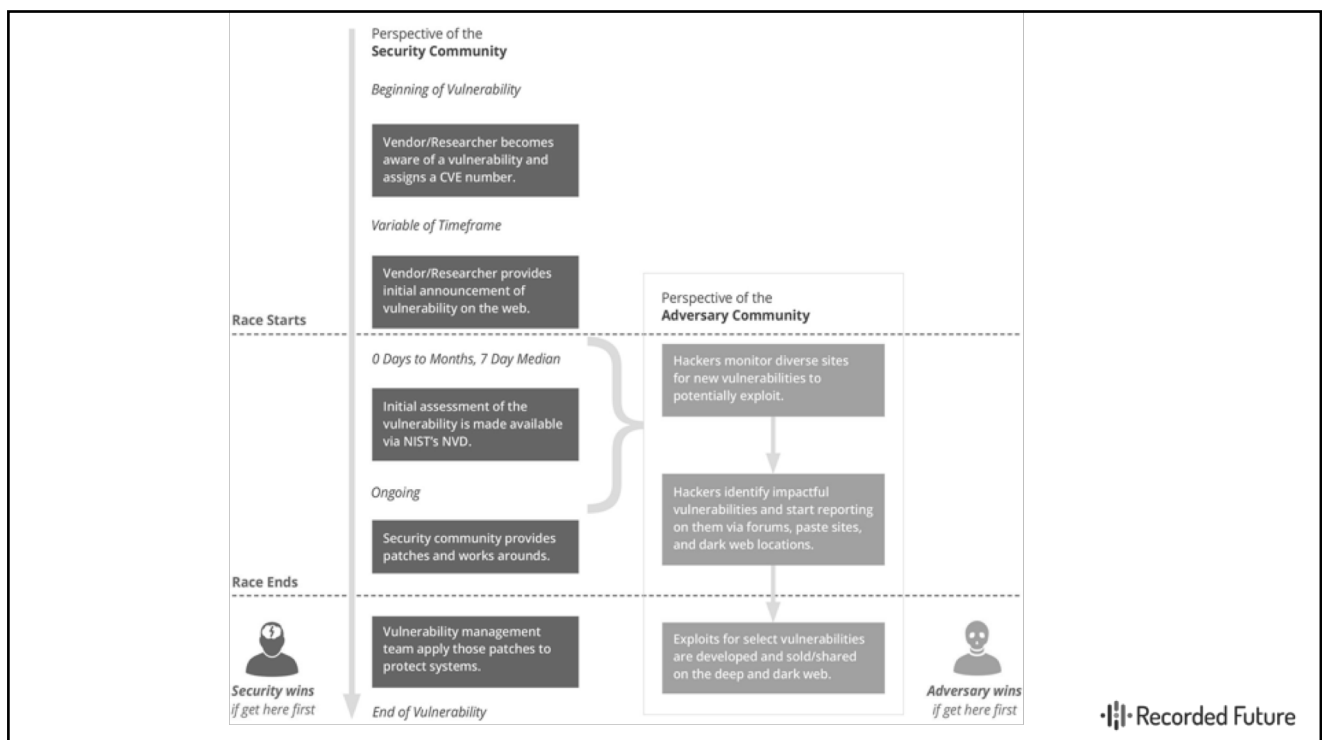 Perspective of the
Security Community
Beginning of Vulnerability
Vendor/Researcher becomes
aware of a vulnerability and
assigns a CVE number.
Variable of Timeframe
Vendor/Researcher provides
initial announcement of
vulnerability on the web.
Race Starts
0 Days to Months, 7 Day Median
Initial assessment of the
vulnerability is made available
via NIST's NVD.
Ongoing
Security community provides
patches and works arounds.
Race Ends
Vulnerability management
team apply those patches to
protect systems.
Security wins
if get here first
End of Vulnerability
Perspective of the
Adversary Community
Hackers monitor diverse sites
for new vulnerabilities to
potentially exploit.
Hackers identify impactful
vulnerabilities and start reporting
on them via forums, paste sites,
and dark web locations.
Exploits for select vulnerabilities
are developed and sold/shared
on the deep and dark web.
Adversary wins
if get here first
Recorded Future